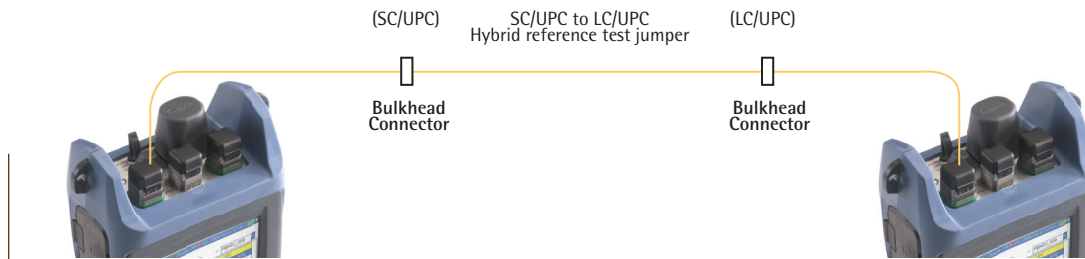 (SC/UPC)
SC/UPC to LC/UPC
Hybrid reference test jumper
(LC/UPC)
Bulkhead
Connector
Bulkhead
Connector